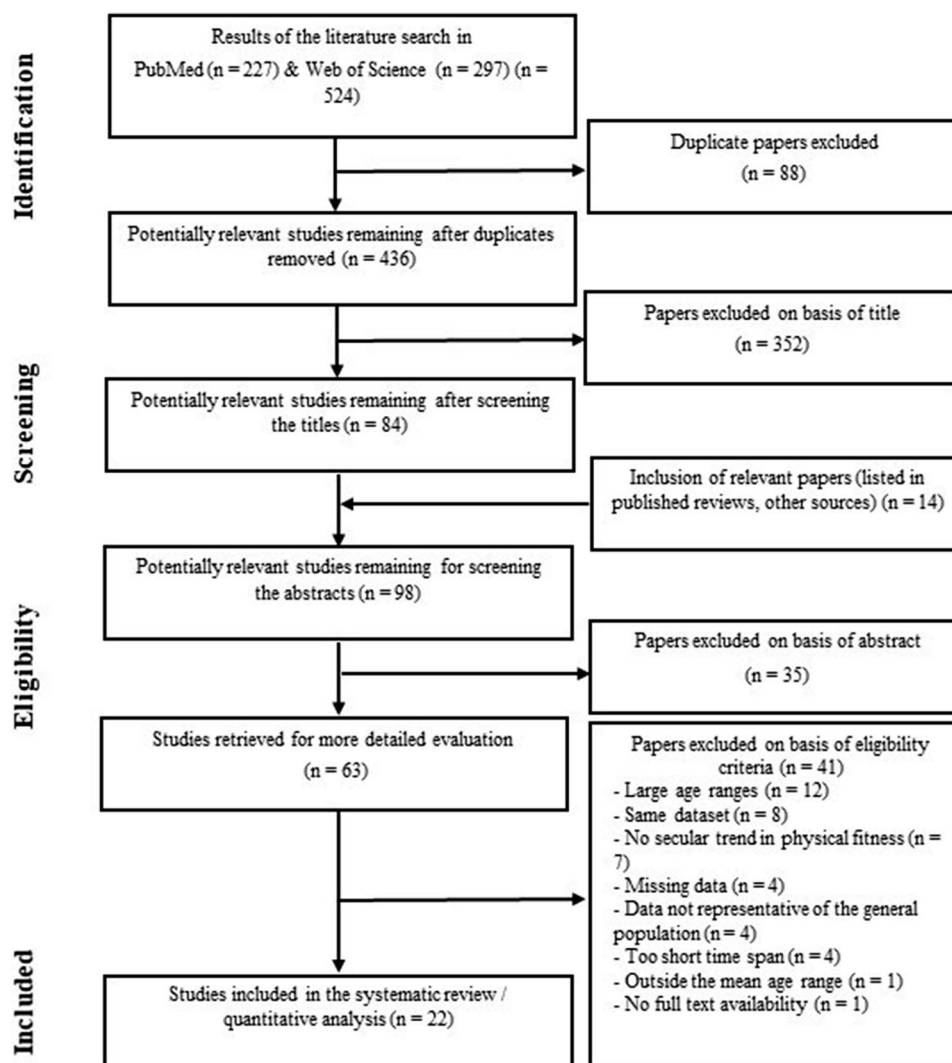 Identification
Results of the literature search in
PubMed (n = 227) & Web of Science (n = 297) (n =
524)
Duplicate papers excluded
(n = 88)
Potentially relevant studies remaining after duplicates
removed (n = 436)
Papers excluded on basis of title
(n = 352)
Screening
Potentially relevant studies remaining after screening
the titles (n = 84)
Inclusion of relevant papers (listed in
published reviews, other sources) (n = 14)
Potentially relevant studies remaining for screening
the abstracts (n = 98)
Eligibility
Papers excluded on basis of abstract
(n = 35)
Studies retrieved for more detailed evaluation
(n = 63)
Papers excluded on basis of eligibility
criteria (n = 41)
- Large age ranges (n = 12)
- Same dataset (n = 8)
- No secular trend in physical fitness (n =
7)
- Missing data (n = 4)
- Data not representative of the general
population (n = 4)
- Too short time span (n = 4)
- Outside the mean age range (n = 1)
- No full text availability (n = 1)
Included
Studies included in the systematic review /
quantitative analysis (n = 22)